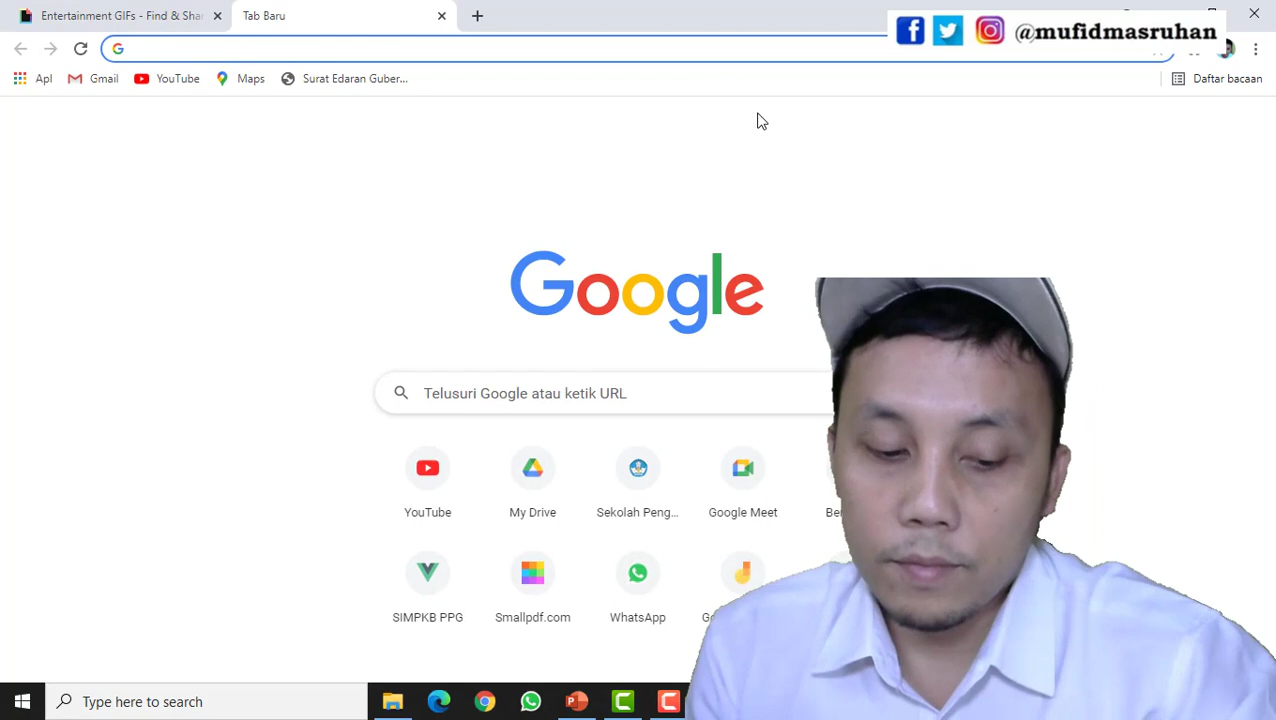 Entertainment GIFs - Find & Shar
Tab Baru
@mufidmasruhan
Apl
Gmail
YouTube
Maps
Surat Edaran Guber...
Daftar bacaan
Google
Telusuri Google atau ketik URL
YouTube
My Drive
Sekolah Peng...
Google Meet
SIMPKB PPG
Smallpdf.com
WhatsApp
Type here to search